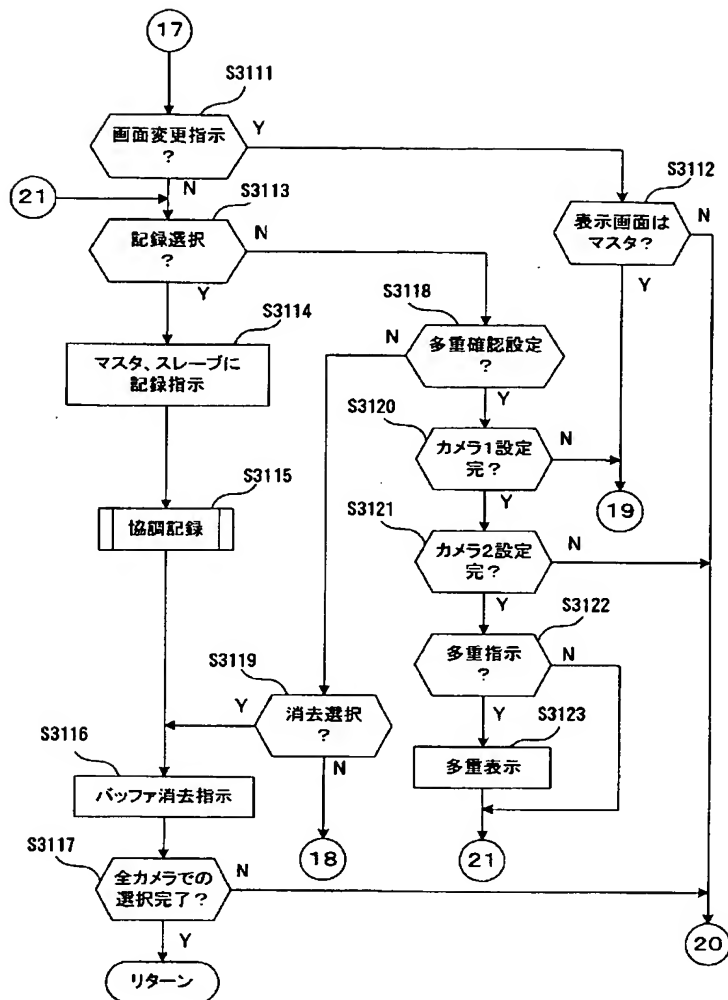 17
S3111
画面変更指示
?
Y
N
21
S3113
記録選択
?
N
Y
S3112
表示画面は
マスタ?
N
Y
S3114
マスタ、スレーブに
記録指示
S3118
多重確認設定
?
N
Y
S3120
カメラ1設定
完?
N
Y
19
S3115
協調記録
S3121
カメラ2設定
完?
N
Y
S3122
多重指示
?
N
Y
S3119
消去選択
?
Y
N
S3123
多重表示
S3116
バッファ消去指示
18
21
S3117
全カメラでの
選択完了?
N
Y
20
リターン